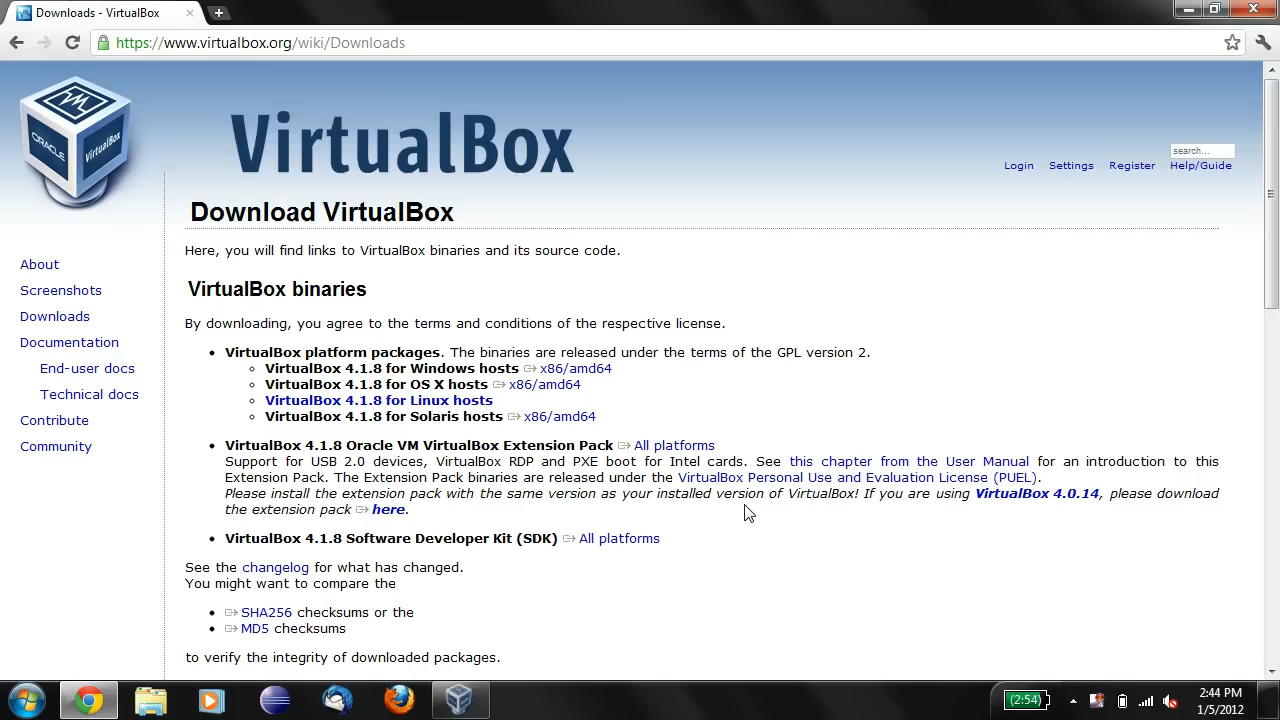 Downloads - VirtualBox
https://www.virtualbox.org/wiki/Downloads
ORACLE
VirtualBox
VirtualBox
search...
Login Settings Register Help/Guide
Download VirtualBox
Here, you will find links to VirtualBox binaries and its source code.
About
Screenshots
Downloads
Documentation
End-user docs
Technical docs
Contribute
Community
VirtualBox binaries
By downloading, you agree to the terms and conditions of the respective license.
• VirtualBox platform packages. The binaries are released under the terms of the GPL version 2.
◦ VirtualBox 4.1.8 for Windows hosts x86/amd64
◦ VirtualBox 4.1.8 for OS X hosts x86/amd64
◦ VirtualBox 4.1.8 for Linux hosts
◦ VirtualBox 4.1.8 for Solaris hosts x86/amd64
• VirtualBox 4.1.8 Oracle VM VirtualBox Extension Pack All platforms
Support for USB 2.0 devices, VirtualBox RDP and PXE boot for Intel cards. See this chapter from the User Manual for an introduction to this
Extension Pack. The Extension Pack binaries are released under the VirtualBox Personal Use and Evaluation License (PUEL).
Please install the extension pack with the same version as your installed version of VirtualBox! If you are using VirtualBox 4.0.14, please download
the extension pack here.
• VirtualBox 4.1.8 Software Developer Kit (SDK) All platforms
See the changelog for what has changed.
You might want to compare the
• SHA256 checksums or the
• MD5 checksums
to verify the integrity of downloaded packages.
(2:54)
2:44 PM
1/5/2012